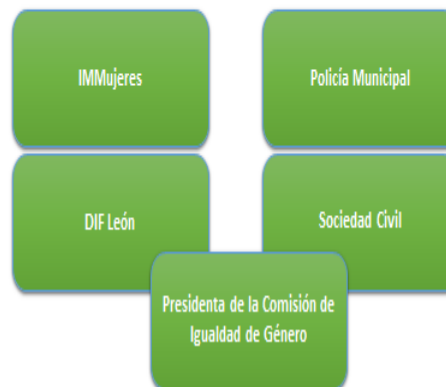 IMMujeres
Policía Municipal
DIF León
Sociedad Civil
Presidenta de la Comisión de
Igualdad de Género